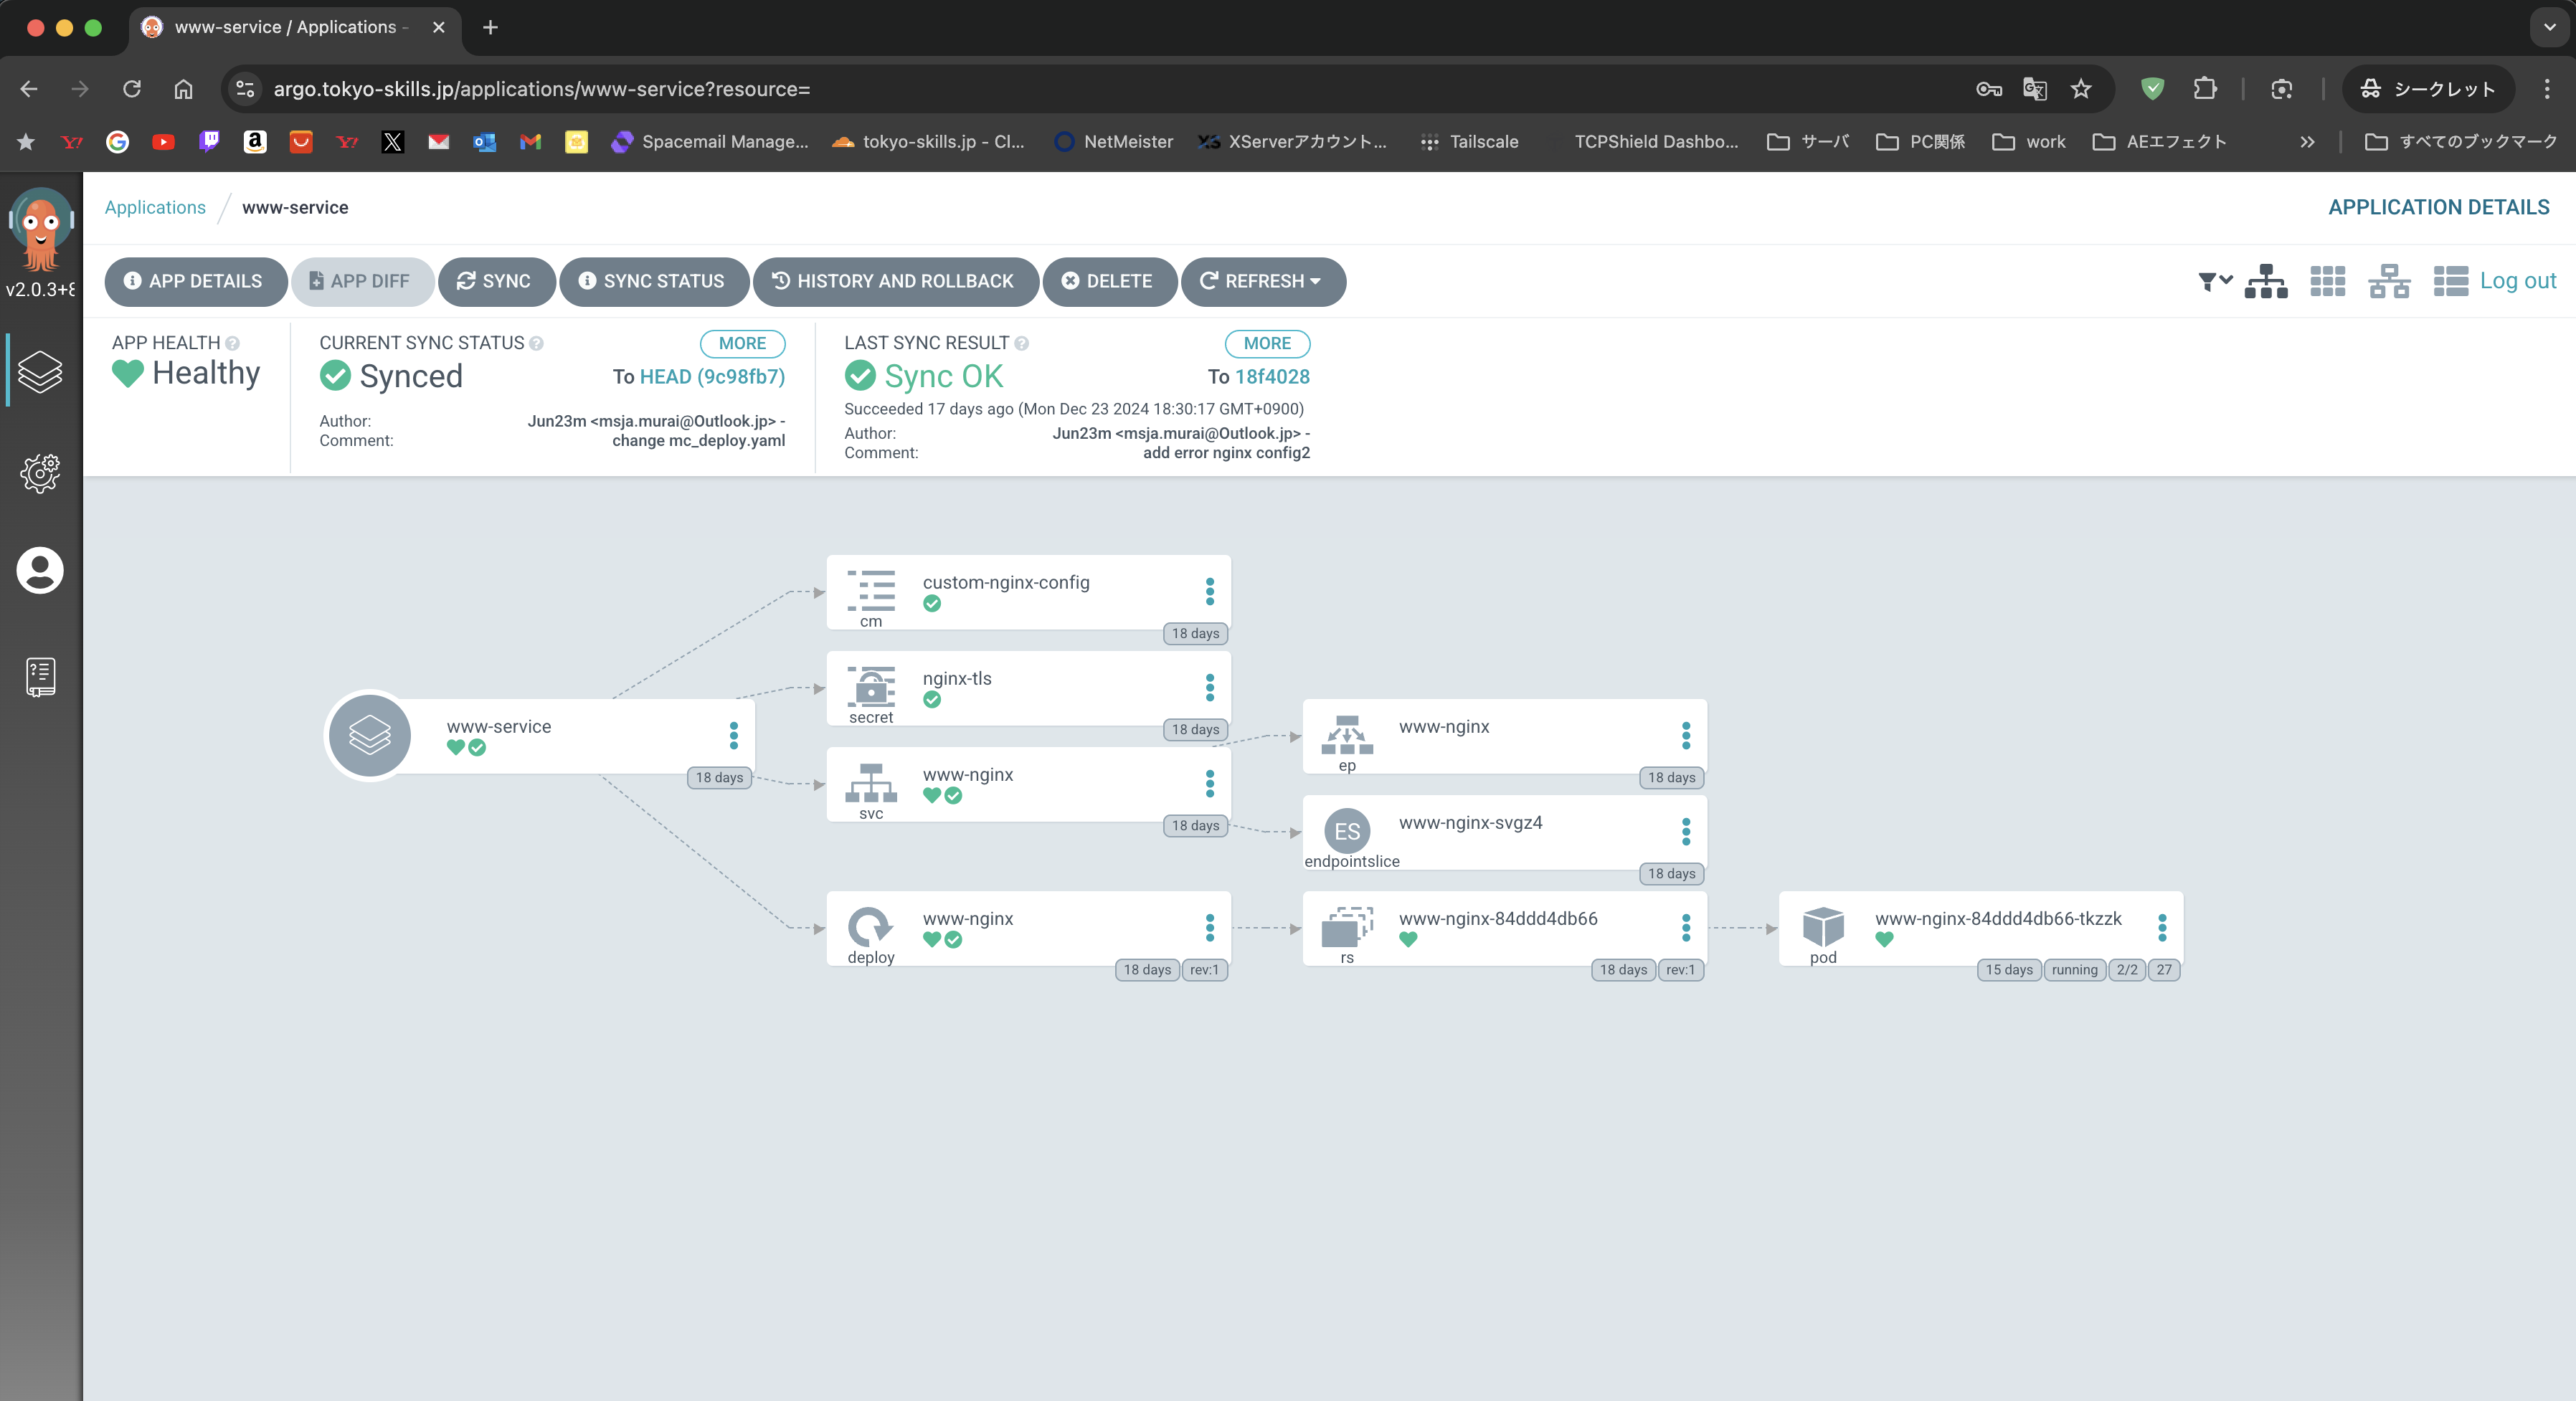 www-service / Applications -
argo.tokyo-skills.jp/applications/www-service?resource=
シークレット
Spacemail Manage...
tokyo-skills.jp - Cl...
NetMeister
XServerアカウント...
Tailscale
TCPShield Dashbo...
サーバ
PC関係
work
AEエフェクト
すべてのブックマーク
v2.0.3+8
Applications
www-service
APPLICATION DETAILS
APP DETAILS
APP DIFF
SYNC
SYNC STATUS
HISTORY AND ROLLBACK
DELETE
REFRESH
Log out
APP HEALTH
Healthy
CURRENT SYNC STATUS
MORE
Synced
To HEAD (9c98fb7)
Author: Jun23m <msja.murai@Outlook.jp> -
Comment: change mc_deploy.yaml
LAST SYNC RESULT
MORE
Sync OK
To 18f4028
Succeeded 17 days ago (Mon Dec 23 2024 18:30:17 GMT+0900)
Author: Jun23m <msja.murai@Outlook.jp> -
Comment: add error nginx config2
www-service
18 days
custom-nginx-config
cm
18 days
nginx-tls
secret
18 days
www-nginx
svc
18 days
www-nginx
ep
18 days
ES
www-nginx-svgz4
endpointslice
18 days
www-nginx
deploy
18 days
rev:1
www-nginx-84ddd4db66
rs
18 days
rev:1
www-nginx-84ddd4db66-tkzzk
pod
15 days
running
2/2
27